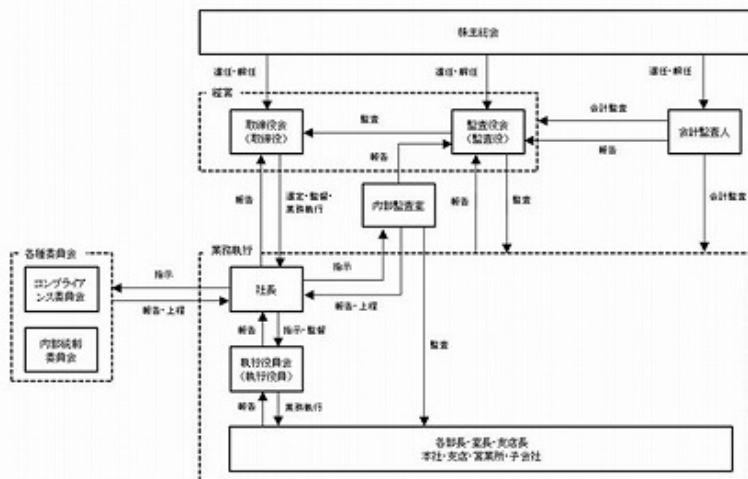 株主総会
選任・解任
選任・解任
選任・解任
経営
取締役会
(取締役)
監査
監査役会
(監査役)
会計監査
報告
会計監査人
報告
報告
選定・監督・
業務執行
内部監査室
報告
監査
会計監査
各種委員会
業務執行
コンプライ
アンス委員会
指示
報告・上程
社長
指示
報告・上程
内部統制
委員会
報告
指示・監督
監査
執行役員会
(執行役員)
報告
業務執行
各部長・室長・支店長
本社・支店・営業所・子会社